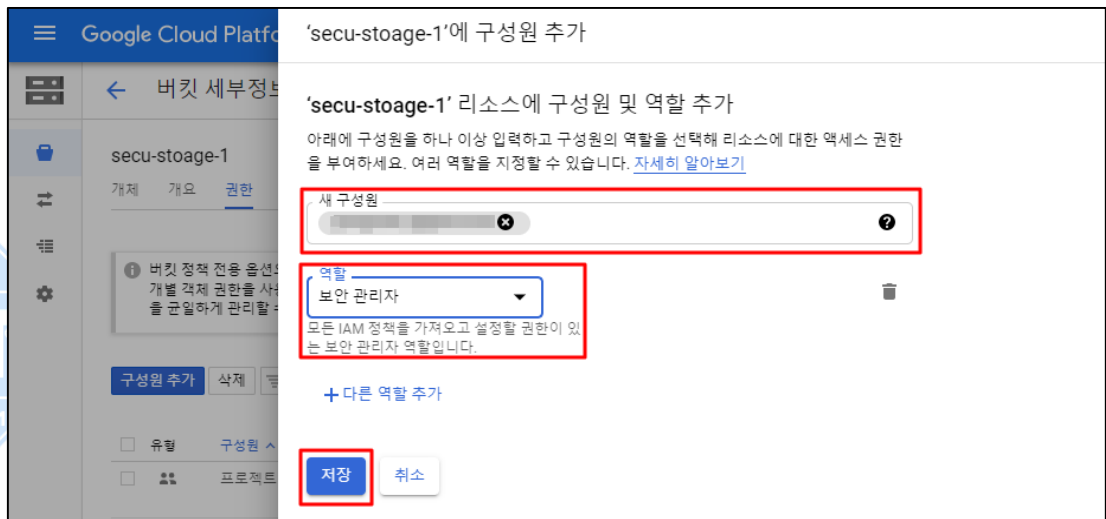 Google Cloud Platfo
'secu-stoage-1'에 구성원 추가
버킷 세부정보
'secu-stoage-1' 리소스에 구성원 및 역할 추가
아래에 구성원을 하나 이상 입력하고 구성원의 역할을 선택해 리소스에 대한 액세스 권한
을 부여하세요. 여러 역할을 지정할 수 있습니다. 자세히 알아보기
secu-stoage-1
개체 개요 권한
새 구성원
버킷 정책 전용 옵션
개별 객체 권한을
을 균일하게 관리할
역할
보안 관리자
모든 IAM 정책을 가져오고 설정할 권한이 있
는 보안 관리자 역할입니다.
구성원 추가 삭제
+ 다른 역할 추가
유형 구성원
프로젝트
저장 취소